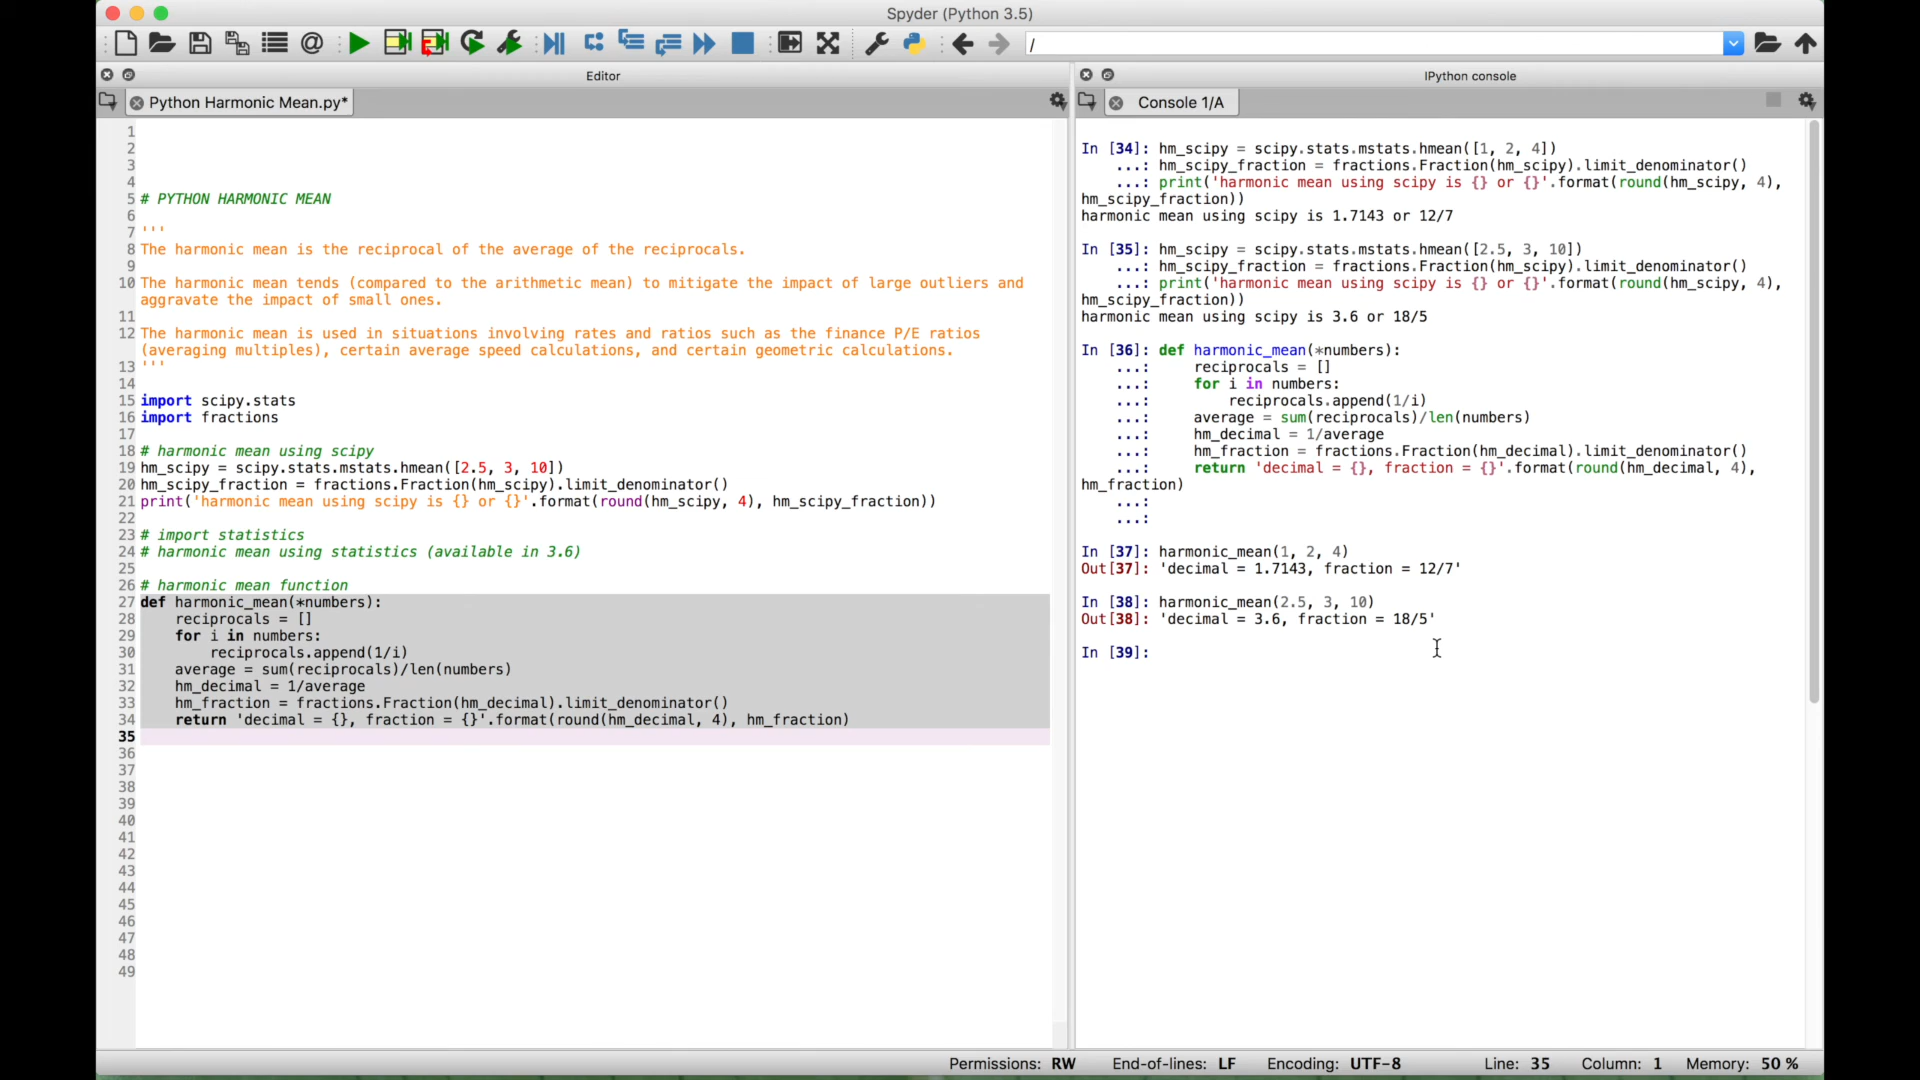 Spyder (Python 3.5)
@
/
Editor
IPython console
Python Harmonic Mean.py*
Console 1/A
1
2
3
4
5 # PYTHON HARMONIC MEAN
6
7 '''
8 The harmonic mean is the reciprocal of the average of the reciprocals.
9
10 The harmonic mean tends (compared to the arithmetic mean) to mitigate the impact of large outliers and
aggravate the impact of small ones.
11
12 The harmonic mean is used in situations involving rates and ratios such as the finance P/E ratios
(averaging multiples), certain average speed calculations, and certain geometric calculations.
13 '''
14
15 import scipy.stats
16 import fractions
17
18 # harmonic mean using scipy
19 hm_scipy = scipy.stats.mstats.hmean([2.5, 3, 10])
20 hm_scipy_fraction = fractions.Fraction(hm_scipy).limit_denominator()
21 print('harmonic mean using scipy is {} or {}'.format(round(hm_scipy, 4), hm_scipy_fraction))
22
23 # import statistics
24 # harmonic mean using statistics (available in 3.6)
25
26 # harmonic mean function
27 def harmonic_mean(*numbers):
28     reciprocals = []
29     for i in numbers:
30         reciprocals.append(1/i)
31     average = sum(reciprocals)/len(numbers)
32     hm_decimal = 1/average
33     hm_fraction = fractions.Fraction(hm_decimal).limit_denominator()
34     return 'decimal = {}, fraction = {}'.format(round(hm_decimal, 4), hm_fraction)
35
36
37
38
39
40
41
42
43
44
45
46
47
48
49
In [34]: hm_scipy = scipy.stats.mstats.hmean([1, 2, 4])
...: hm_scipy_fraction = fractions.Fraction(hm_scipy).limit_denominator()
...: print('harmonic mean using scipy is {} or {}'.format(round(hm_scipy, 4),
hm_scipy_fraction))
harmonic mean using scipy is 1.7143 or 12/7
In [35]: hm_scipy = scipy.stats.mstats.hmean([2.5, 3, 10])
...: hm_scipy_fraction = fractions.Fraction(hm_scipy).limit_denominator()
...: print('harmonic mean using scipy is {} or {}'.format(round(hm_scipy, 4),
hm_scipy_fraction))
harmonic mean using scipy is 3.6 or 18/5
In [36]: def harmonic_mean(*numbers):
...:     reciprocals = []
...:     for i in numbers:
...:         reciprocals.append(1/i)
...:     average = sum(reciprocals)/len(numbers)
...:     hm_decimal = 1/average
...:     hm_fraction = fractions.Fraction(hm_decimal).limit_denominator()
...:     return 'decimal = {}, fraction = {}'.format(round(hm_decimal, 4),
hm_fraction)
...:
...:
In [37]: harmonic_mean(1, 2, 4)
Out[37]: 'decimal = 1.7143, fraction = 12/7'
In [38]: harmonic_mean(2.5, 3, 10)
Out[38]: 'decimal = 3.6, fraction = 18/5'
In [39]:
Permissions: RW End-of-lines: LF Encoding: UTF-8 Line: 35 Column: 1 Memory: 50 %